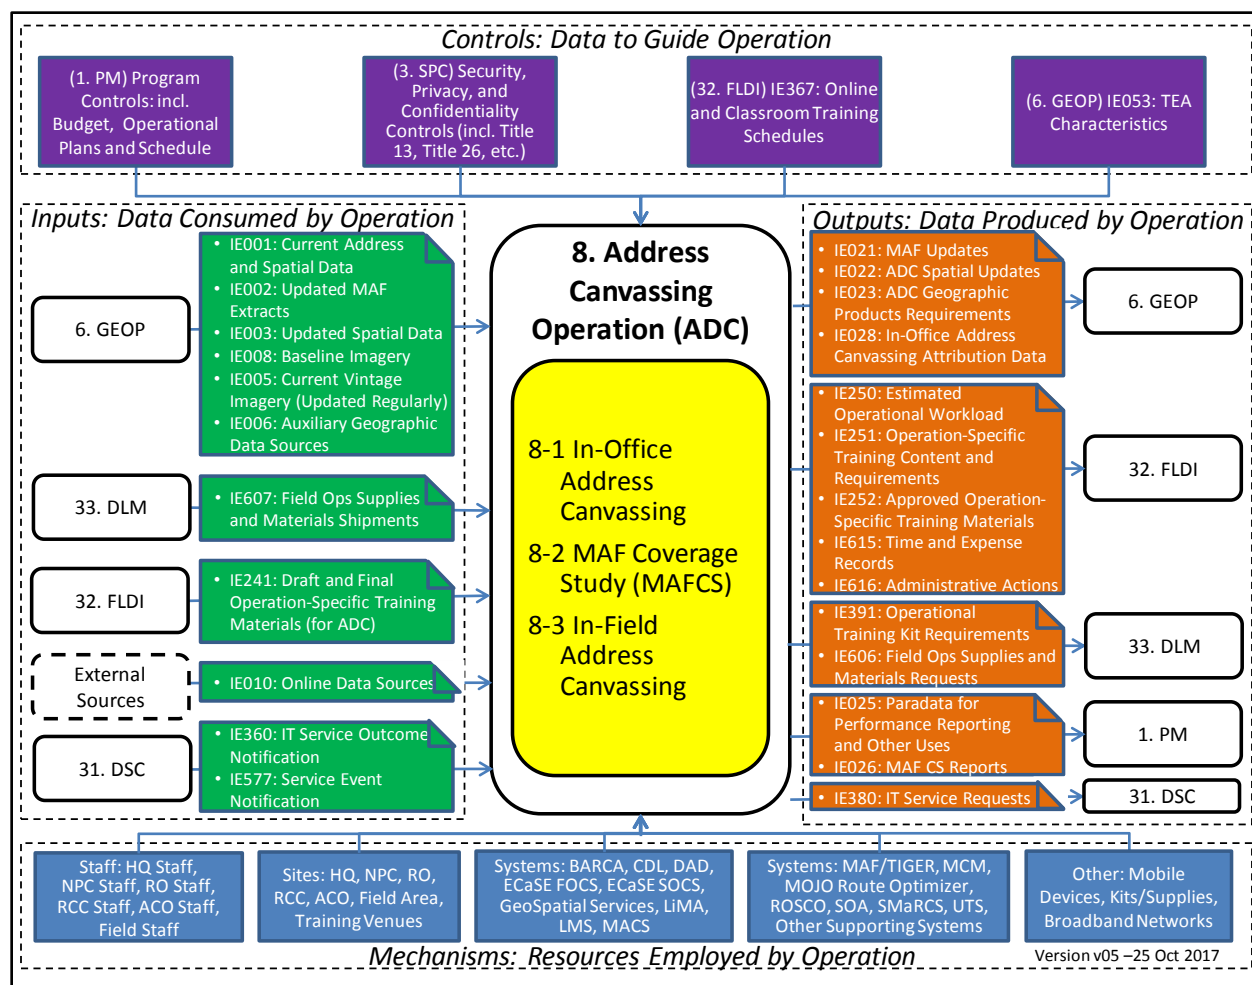 Controls: Data to Guide Operation
(1. PM) Program
Controls: incl.
Budget, Operational
Plans and Schedule
(3. SPC) Security,
Privacy, and
Confidentiality
Controls (incl. Title
13, Title 26, etc.)
(32. FLDI) IE367: Online
and Classroom Training
Schedules
(6. GEOP) IE053: TEA
Characteristics
Inputs: Data Consumed by Operation
6. GEOP
• IE001: Current Address
and Spatial Data
• IE002: Updated MAF
Extracts
• IE003: Updated Spatial Data
• IE008: Baseline Imagery
• IE005: Current Vintage
Imagery (Updated Regularly)
• IE006: Auxiliary Geographic
Data Sources
33. DLM
• IE607: Field Ops Supplies
and Materials Shipments
32. FLDI
• IE241: Draft and Final
Operation-Specific Training
Materials (for ADC)
External
Sources
• IE010: Online Data Sources
31. DSC
• IE360: IT Service Outcome
Notification
• IE577: Service Event
Notification
8. Address
Canvassing
Operation (ADC)
8-1 In-Office
Address
Canvassing
8-2 MAF Coverage
Study (MAFCS)
8-3 In-Field
Address
Canvassing
Outputs: Data Produced by Operation
• IE021: MAF Updates
• IE022: ADC Spatial Updates
• IE023: ADC Geographic
Products Requirements
• IE028: In-Office Address
Canvassing Attribution Data
6. GEOP
• IE250: Estimated
Operational Workload
• IE251: Operation-Specific
Training Content and
Requirements
• IE252: Approved Operation-
Specific Training Materials
• IE615: Time and Expense
Records
• IE616: Administrative Actions
32. FLDI
• IE391: Operational
Training Kit Requirements
• IE606: Field Ops Supplies and
Materials Requests
33. DLM
• IE025: Paradata for
Performance Reporting
and Other Uses
• IE026: MAF CS Reports
1. PM
• IE380: IT Service Requests
31. DSC
Staff: HQ Staff,
NPC Staff, RO Staff,
RCC Staff, ACO Staff,
Field Staff
Sites: HQ, NPC, RO,
RCC, ACO, Field Area,
Training Venues
Systems: BARCA, CDL, DAD,
ECaSE FOCS, ECaSE SOCS,
GeoSpatial Services, LiMA,
LMS, MACS
Systems: MAF/TIGER, MCM,
MOJO Route Optimizer,
ROSCO, SOA, SMaRCS, UTS,
Other Supporting Systems
Other: Mobile
Devices, Kits/Supplies,
Broadband Networks
Mechanisms: Resources Employed by Operation
Version v05 –25 Oct 2017